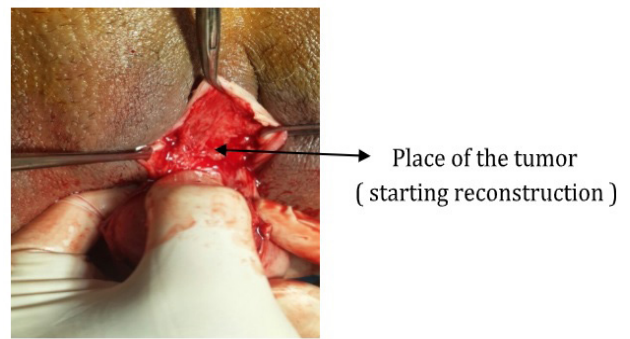 Place of the tumor
( starting reconstruction )